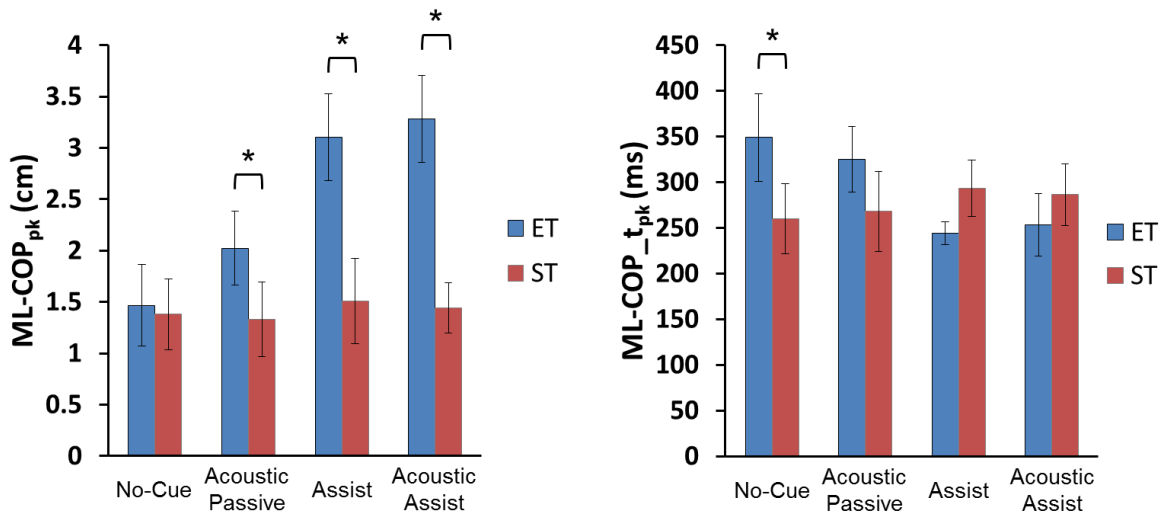 ML-COPpk (cm)
4
3.5
3
2.5
2
1.5
1
0.5
0
*
*
*
No-Cue
Acoustic
Passive
Assist
Acoustic
Assist
ET
ST
ML-COP_tpk (ms)
450
400
350
300
250
200
150
100
50
0
*
No-Cue
Acoustic
Passive
Assist
Acoustic
Assist
ET
ST